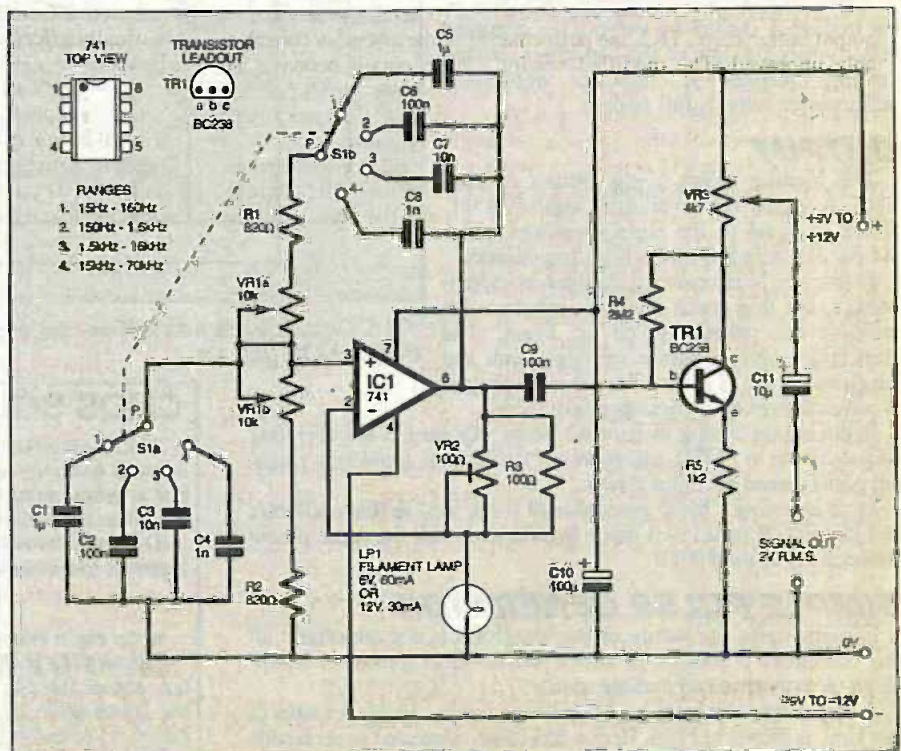 741
TOP VIEW
1
8
4
5
TRANSISTOR
LEADOUT
TR1
BC238
RANGES
1. 15Hz - 160Hz
2. 150Hz - 1.6kHz
3. 1.5kHz - 16kHz
4. 15kHz - 70kHz
C5
1µ
C6
100n
C7
10n
C8
1n
1
2
3
4
P
S1b
R1
820Ω
VR1a
10k
VR1b
10k
R2
820Ω
P
S1a
1
2
3
C1
1µ
C2
100n
C3
10n
C4
1n
3
2
7
4
6
+
-
IC1
741
C9
100n
VR2
100Ω
R3
100Ω
LP1
FILAMENT LAMP
6V, 60mA
OR
12V, 30mA
C10
100µ
+
VR3
4k7
R4
2M2
TR1
BC238
b
c
e
R5
1k2
C11
10µ
+
+9V TO
+12V
+
SIGNAL OUT
2V R.M.S.
0V
-9V TO -12V
-